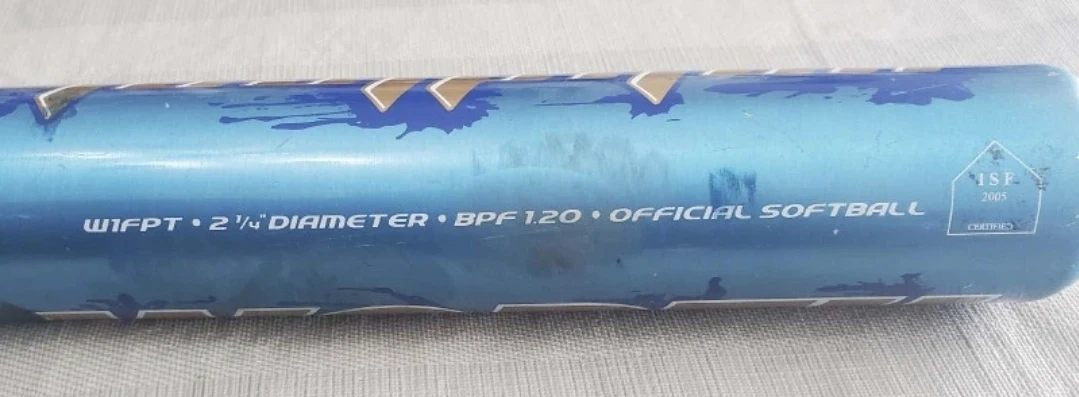 W1FPT • 2 1/4" DIAMETER • BPF 1.20 • OFFICIAL SOFTBALL
ISF
2005
CERTIFIED